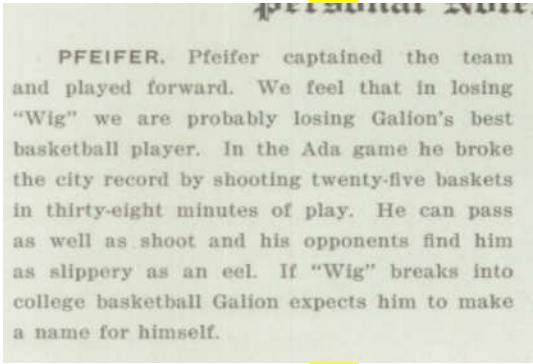 Personal Notes
PFEIFER. Pfeifer captained the team
and played forward. We feel that in losing
“Wig” we are probably losing Galion’s best
basketball player. In the Ada game he broke
the city record by shooting twenty-five baskets
in thirty-eight minutes of play. He can pass
as well as shoot and his opponents find him
as slippery as an eel. If “Wig” breaks into
college basketball Galion expects him to make
a name for himself.